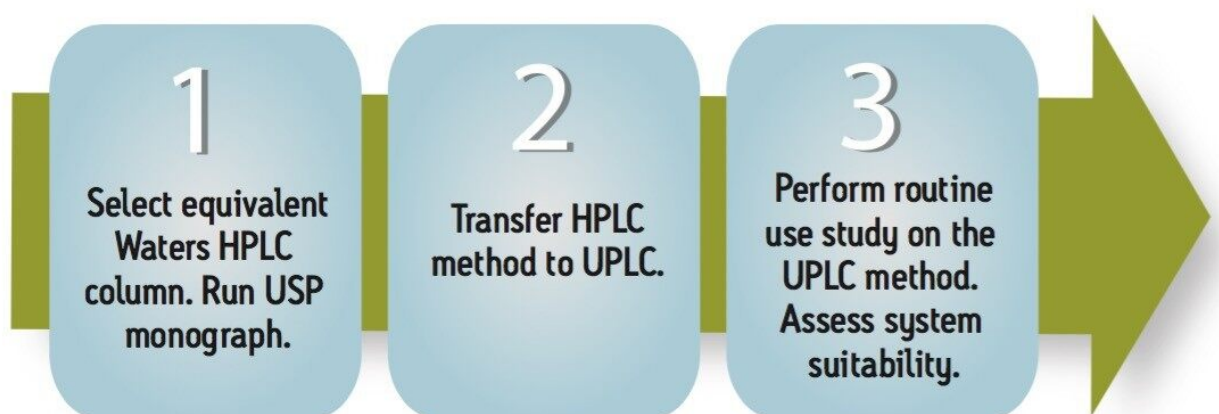 1
Select equivalent
Waters HPLC
column. Run USP
monograph.
2
Transfer HPLC
method to UPLC.
3
Perform routine
use study on the
UPLC method.
Assess system
suitability.